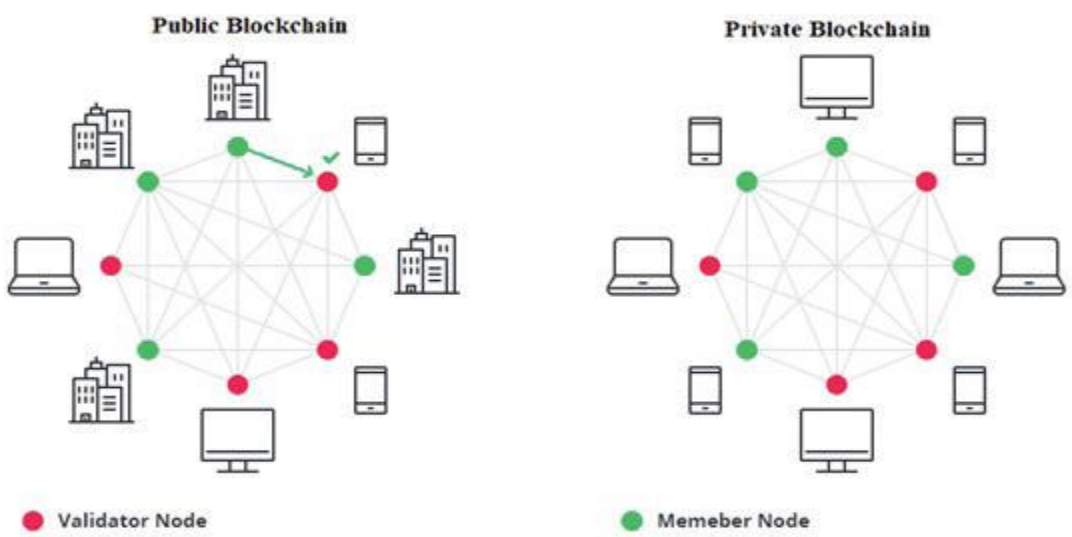 Public Blockchain
Private Blockchain
Validator Node
Memeber Node